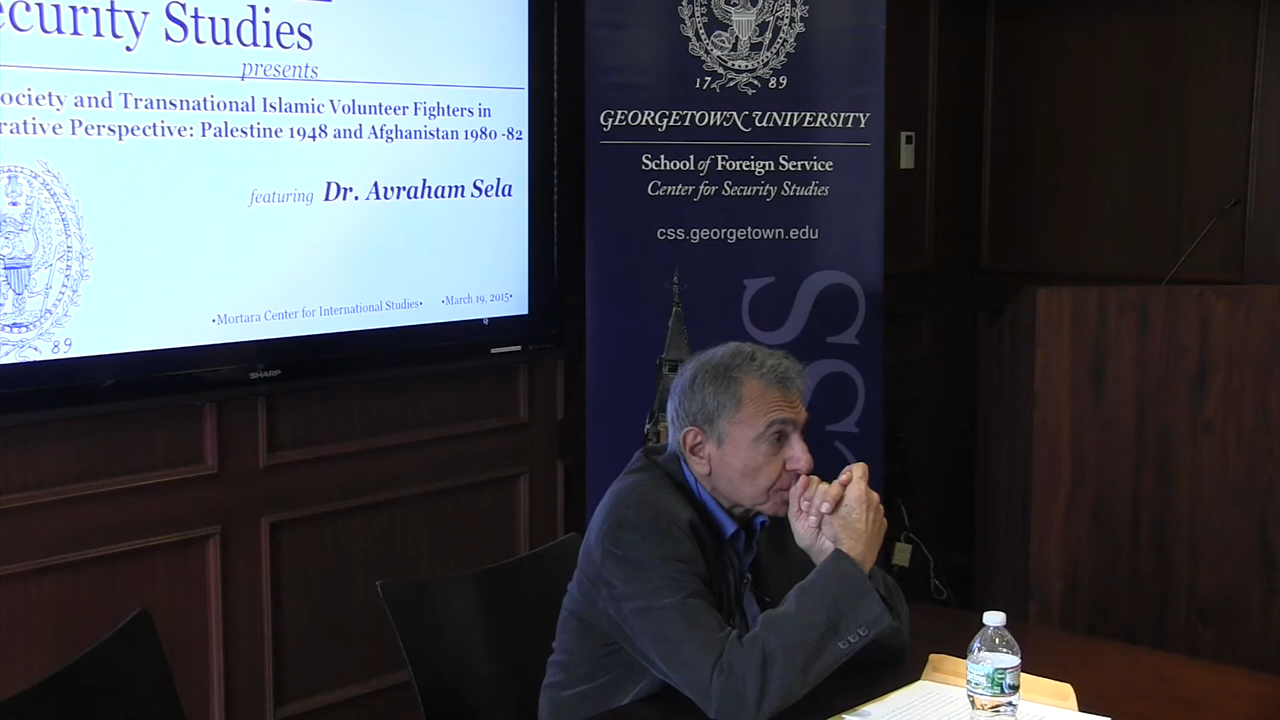 ecurity Studies
presents
ociety and Transnational Islamic Volunteer Fighters in
rative Perspective: Palestine 1948 and Afghanistan 1980 -82
featuring Dr. Avraham Sela
•Mortara Center for International Studies• •March 19, 2015•
89
SHARP
17 89
GEORGETOWN UNIVERSITY
School of Foreign Service
Center for Security Studies
css.georgetown.edu
CSS